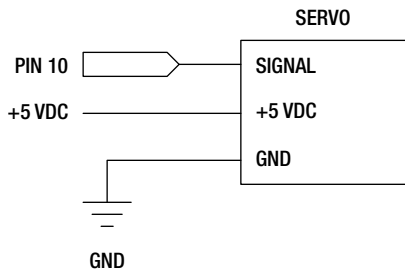 SERVO
PIN 10
SIGNAL
+5 VDC
+5 VDC
GND
GND